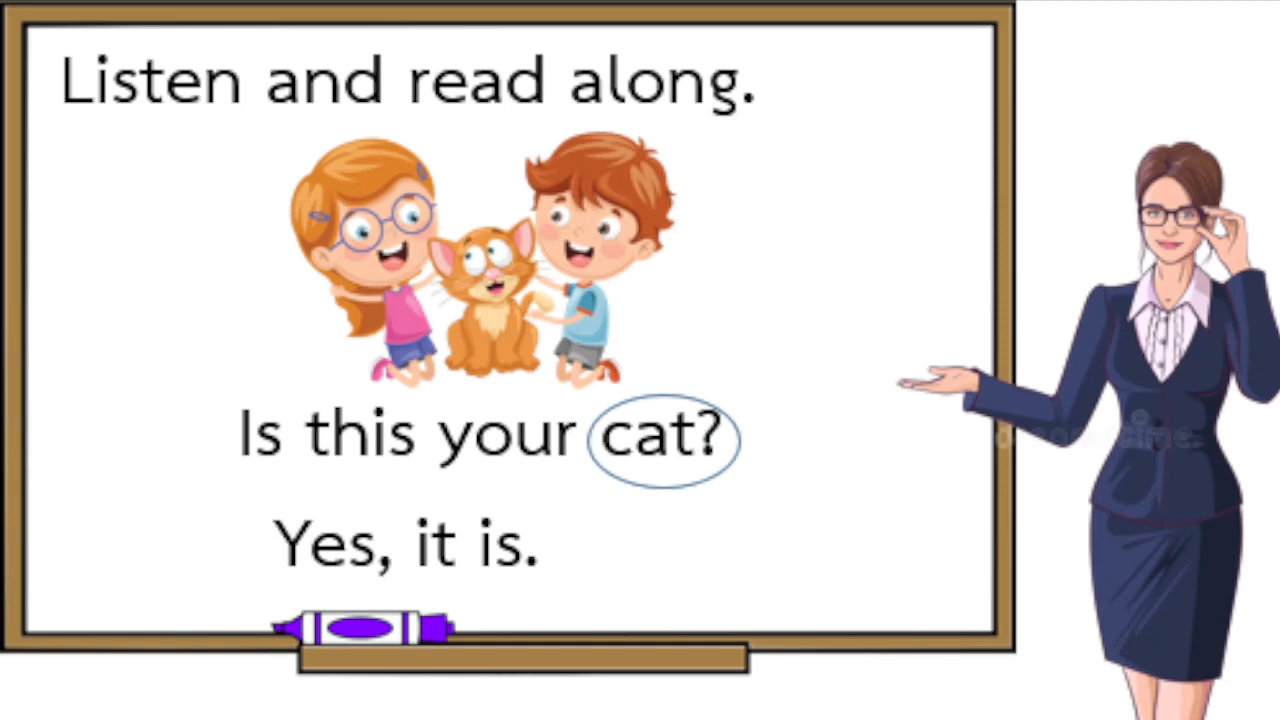 Listen and read along.
Is this your cat?
Yes, it is.